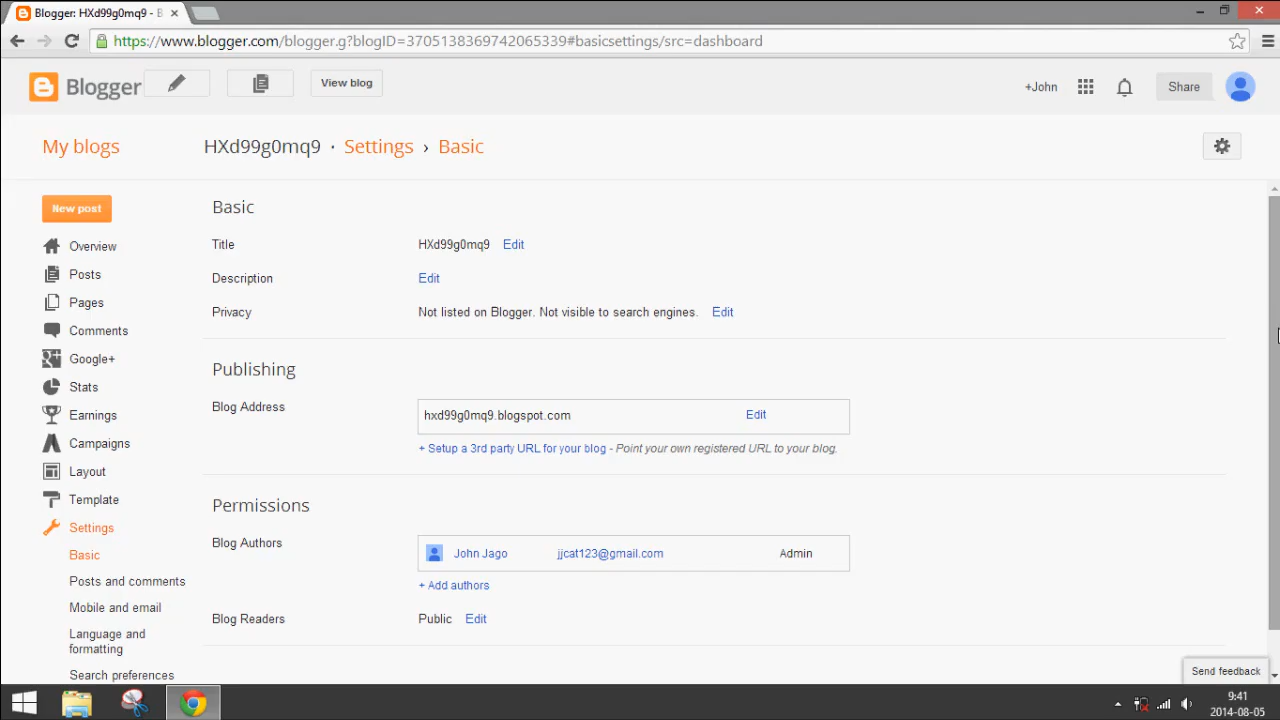 Blogger: HXd99g0mq9 - B
https://www.blogger.com/blogger.g?blogID=3705138369742065339#basicsettings/src=dashboard
Blogger
View blog
+John
Share
My blogs
HXd99g0mq9 · Settings › Basic
New post
Overview
Posts
Pages
Comments
Google+
Stats
Earnings
Campaigns
Layout
Template
Settings
Basic
Posts and comments
Mobile and email
Language and
formatting
Search preferences
Basic
Title HXd99g0mq9 Edit
Description Edit
Privacy Not listed on Blogger. Not visible to search engines. Edit
Publishing
Blog Address hxd99g0mq9.blogspot.com Edit
+ Setup a 3rd party URL for your blog - Point your own registered URL to your blog.
Permissions
Blog Authors John Jago jjcat123@gmail.com Admin
+ Add authors
Blog Readers Public Edit
Send feedback
9:41
2014-08-05